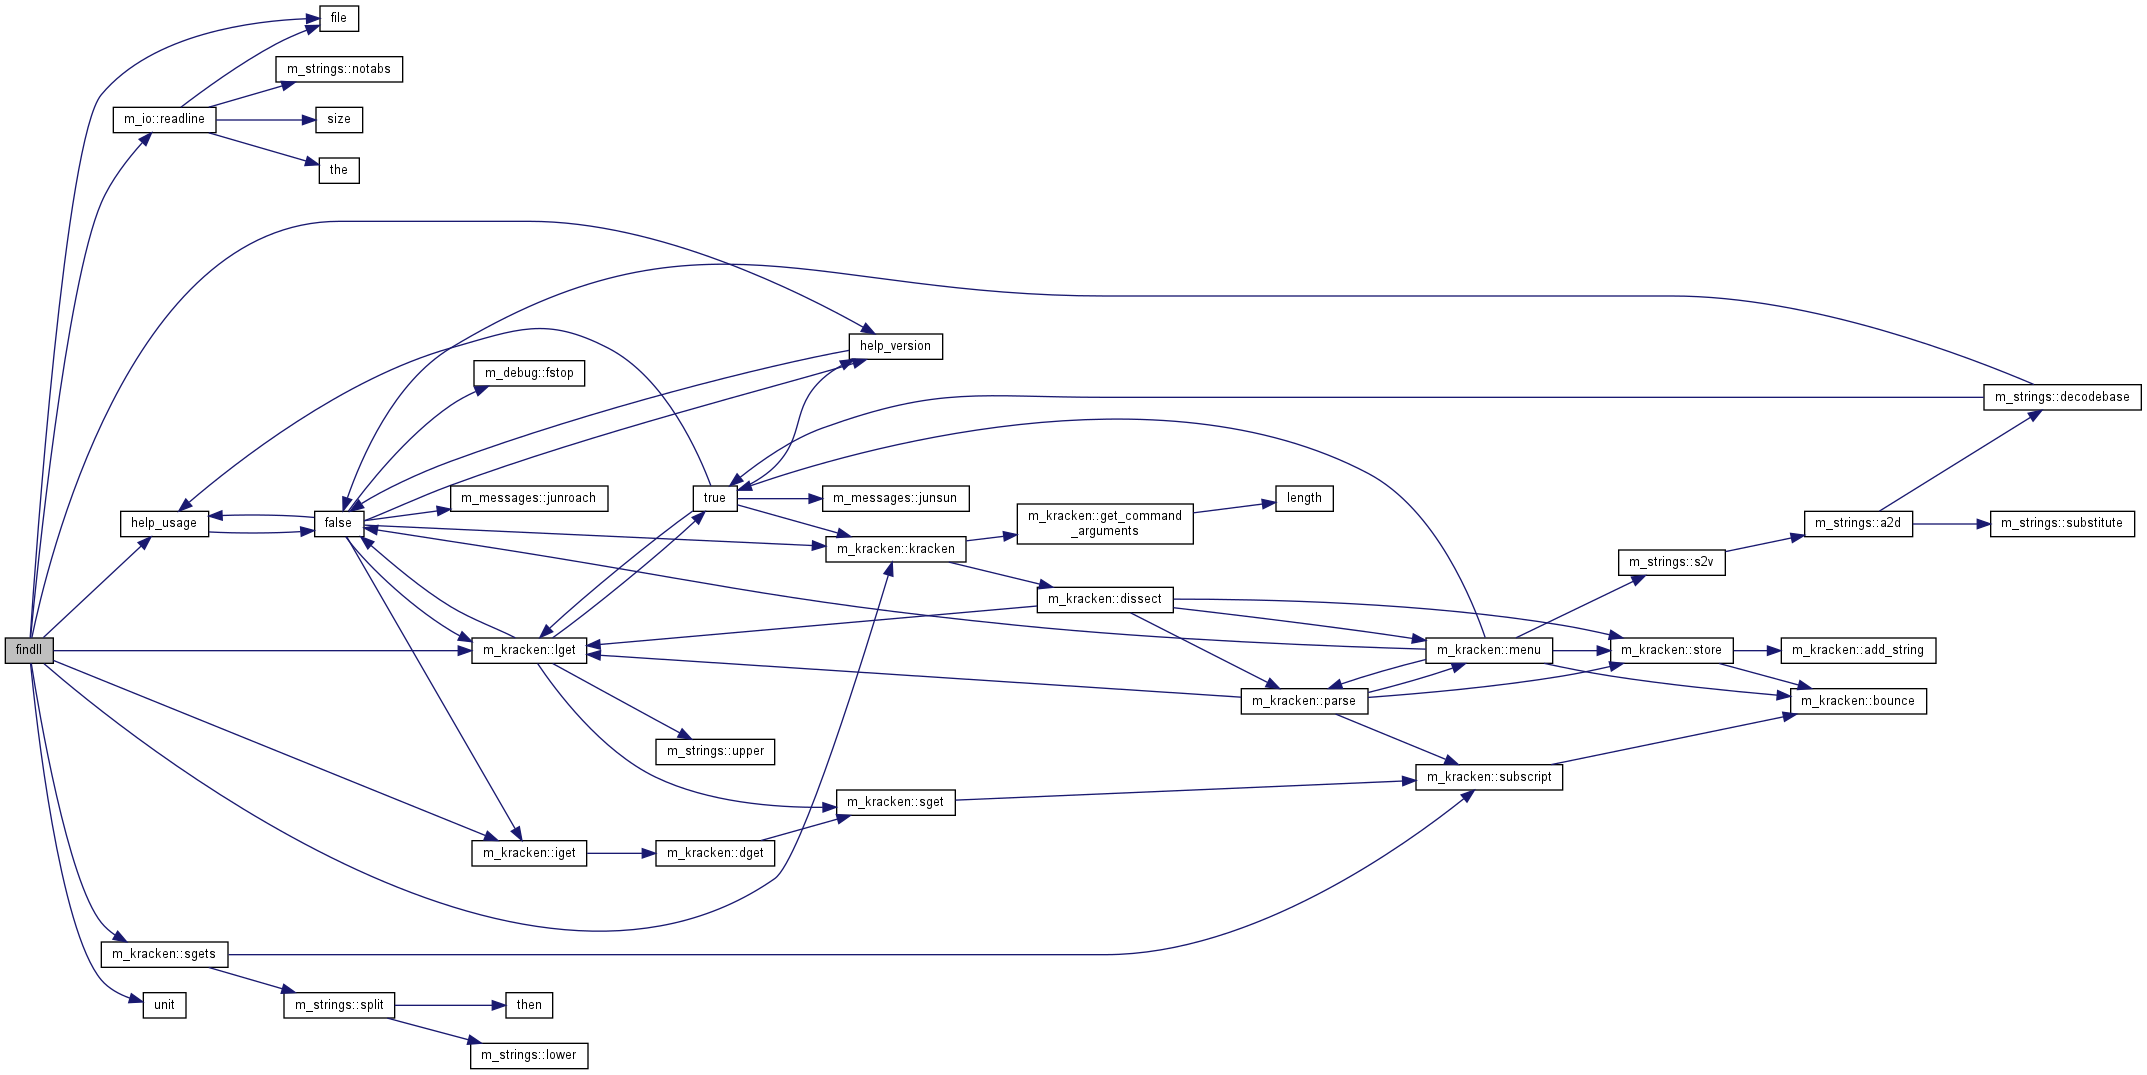 file
m_strings::notabs
m_io::readline
size
the
help_version
m_debug::fstop
m_strings::decodebase
true
m_messages::junroach
m_messages::junsun
length
help_usage
false
m_kracken::get_command
_arguments
m_strings::a2d
m_strings::substitute
m_kracken::kracken
m_strings::s2v
m_kracken::dissect
findll
m_kracken::lget
m_kracken::menu
m_kracken::store
m_kracken::add_string
m_kracken::parse
m_kracken::bounce
m_strings::upper
m_kracken::subscript
m_kracken::sget
m_kracken::iget
m_kracken::dget
m_kracken::sgets
unit
m_strings::split
then
m_strings::lower